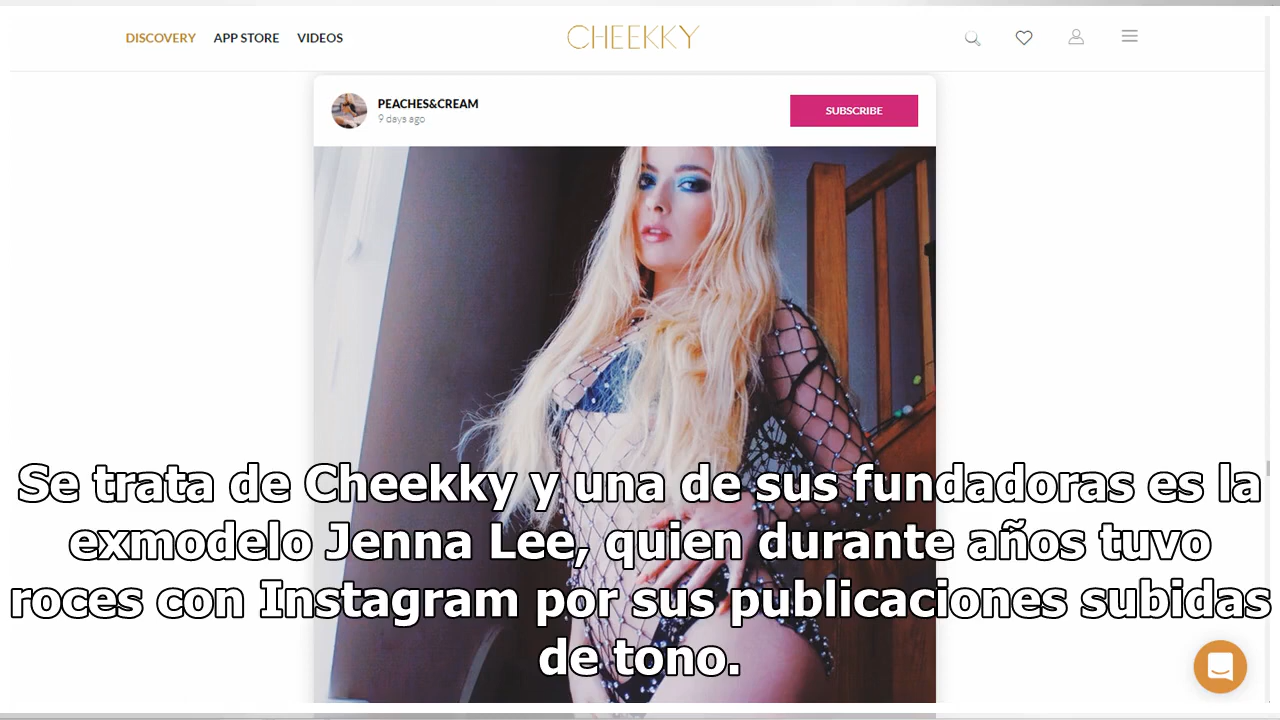 DISCOVERY APP STORE VIDEOS CHEEKKY
PEACHES&CREAM
9 days ago
SUBSCRIBE
Se trata de Cheekky y una de sus fundadoras es la
exmodelo Jenna Lee, quien durante años tuvo
roces con Instagram por sus publicaciones subidas
de tono.